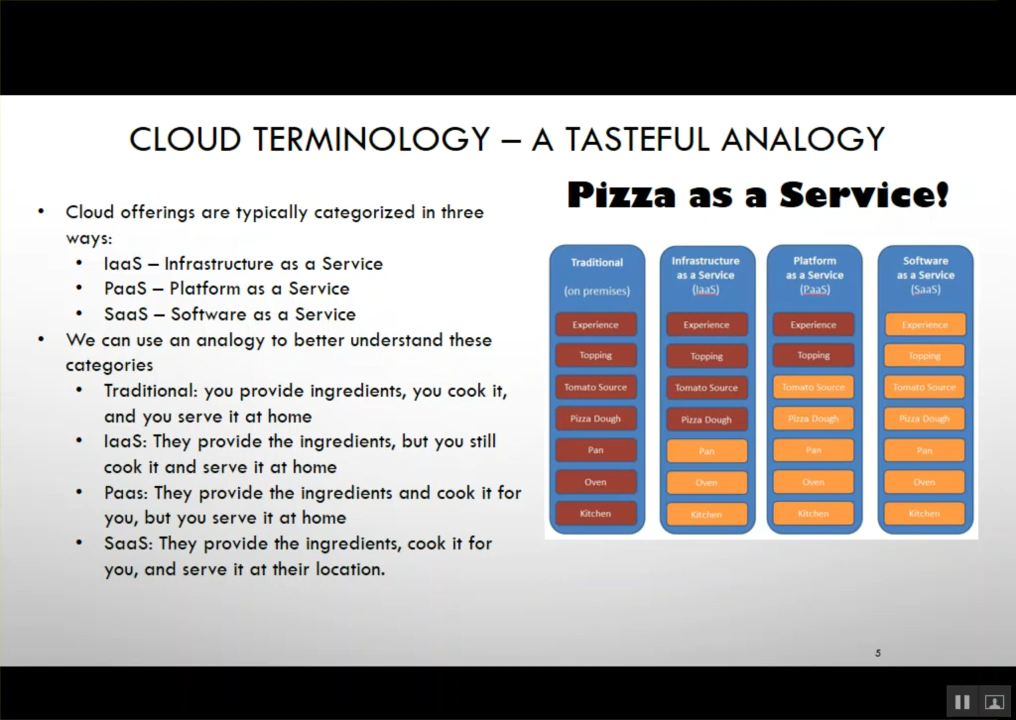 CLOUD TERMINOLOGY – A TASTEFUL ANALOGY
• Cloud offerings are typically categorized in three
ways:
• IaaS – Infrastructure as a Service
• PaaS – Platform as a Service
• SaaS – Software as a Service
• We can use an analogy to better understand these
categories
• Traditional: you provide ingredients, you cook it,
and you serve it at home
• IaaS: They provide the ingredients, but you still
cook it and serve it at home
• Paas: They provide the ingredients and cook it for
you, but you serve it at home
• SaaS: They provide the ingredients, cook it for
you, and serve it at their location.
Pizza as a Service!
Traditional
(on premises)
Experience
Topping
Tomato Source
Pizza Dough
Pan
Oven
Kitchen
Infrastructure
as a Service
(IaaS)
Experience
Topping
Tomato Source
Pizza Dough
Pan
Oven
Kitchen
Platform
as a Service
(PaaS)
Experience
Topping
Tomato Source
Pizza Dough
Pan
Oven
Kitchen
Software
as a Service
(SaaS)
Experience
Topping
Tomato Source
Pizza Dough
Pan
Oven
Kitchen
5